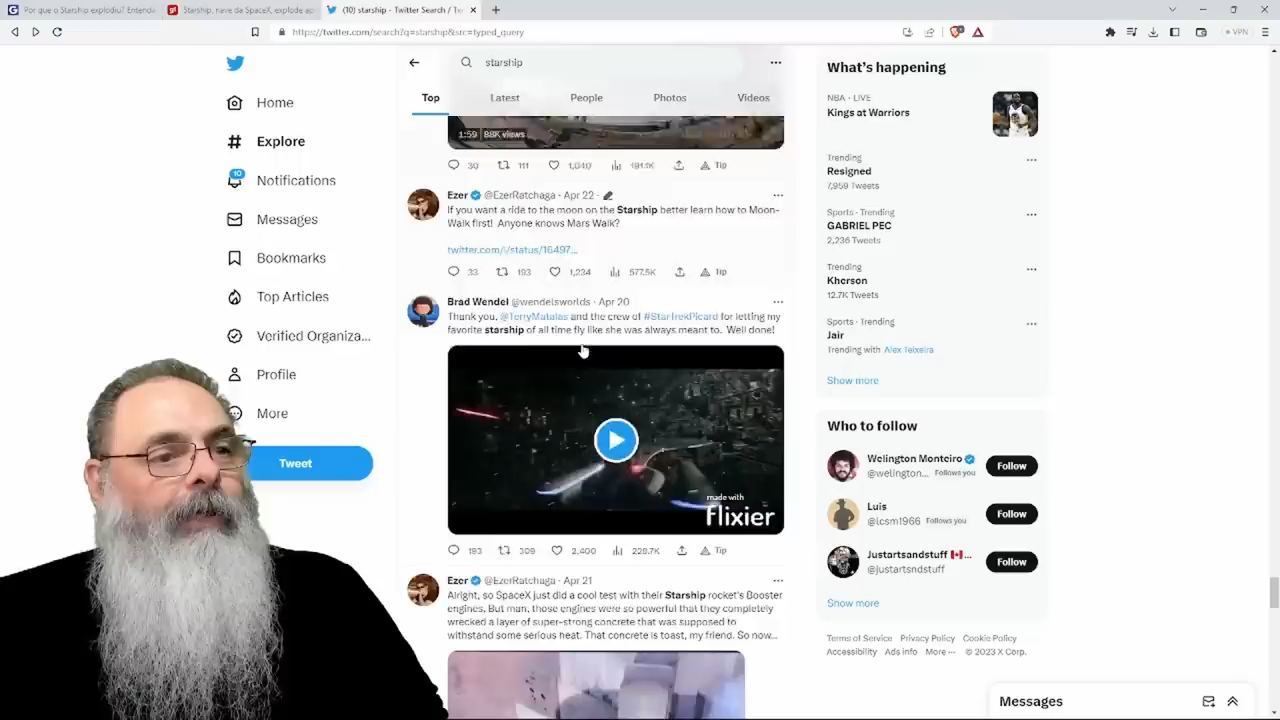 Por que o Starship explodiu? Entenda
Starship, nave da SpaceX, explode ap
(10) starship - Twitter Search / Tw
https://twitter.com/search?q=starship&src=typed_query
VPN
Home
Explore
10
Notifications
Messages
Bookmarks
Top Articles
Verified Organiza...
Profile
More
Tweet
starship
Top
Latest
People
Photos
Videos
1:59 88K views
30 111 1,040 191.1K Tip
Ezer @EzerRatchaga · Apr 22 ·
If you want a ride to the moon on the Starship better learn how to Moon-
Walk first! Anyone knows Mars Walk?
twitter.com/i/status/16497...
33 193 1,234 577.5K Tip
Brad Wendel @wendelsworlds · Apr 20
Thank you, @TerryMatalas and the crew of #StarTrekPicard for letting my
favorite starship of all time fly like she was always meant to. Well done!
made with
flixier
193 309 2,400 228.7K Tip
Ezer @EzerRatchaga · Apr 21
Alright, so SpaceX just did a cool test with their Starship rocket's Booster
engines. But man, those engines were so powerful that they completely
wrecked a layer of super-strong concrete that was supposed to
withstand some serious heat. That concrete is toast, my friend. So now...
What's happening
NBA · LIVE
Kings at Warriors
Trending
Resigned
7,959 Tweets
Sports · Trending
GABRIEL PEC
2,236 Tweets
Trending
Kherson
12.7K Tweets
Sports · Trending
Jair
Trending with Alex Teixeira
Show more
Who to follow
Welington Monteiro
@welington... Follows you
Follow
Luis
@lcsm1966 Follows you
Follow
Justartsandstuff 🇨🇦...
@justartsndstuff
Follow
Show more
Terms of Service Privacy Policy Cookie Policy
Accessibility Ads info More ··· © 2023 X Corp.
Messages